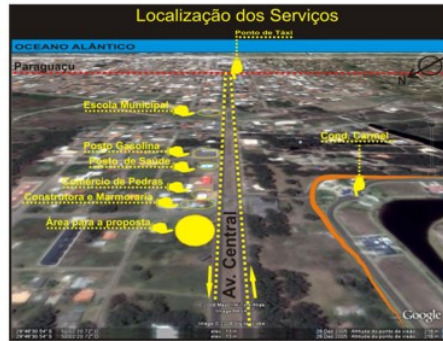 Localização dos Serviços
Ponto de Táxi
OCEANO ALÂNTICO
Paraguaçu
N
Escola Municipal
Posto Gasolina
Cond. Carmel
Posto de Saúde
Comércio de Pedras
Construtora e Marmoraria
Área para a proposta
Av. Central
Google